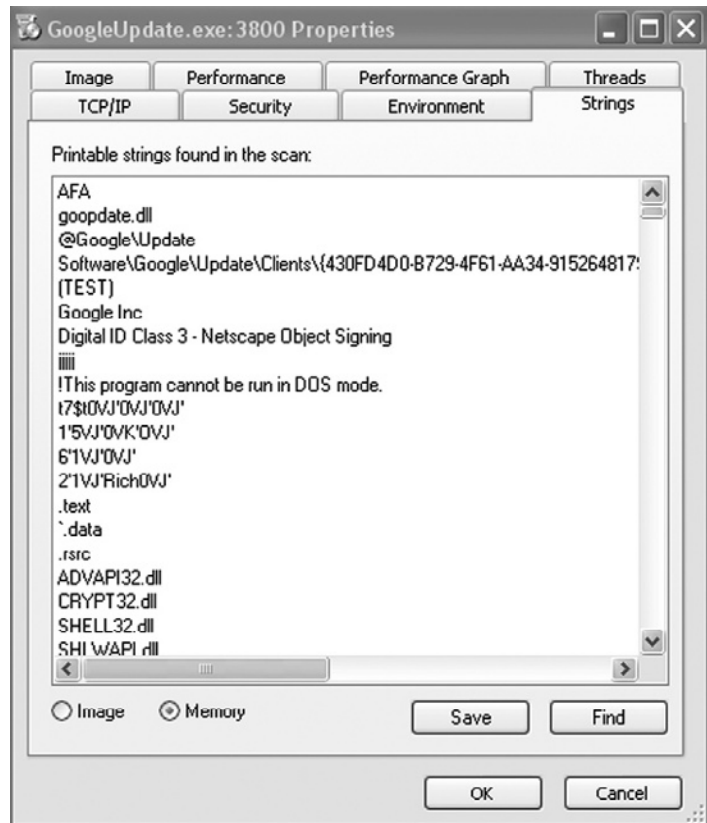 GoogleUpdate.exe:3800 Properties
Image Performance Performance Graph Threads
TCP/IP Security Environment Strings
Printable strings found in the scan:
AFA
goopdate.dll
@Google\Update
Software\Google\Update\Clients\{430FD4D0-B729-4F61-AA34-9152648179
(TEST)
Google Inc
Digital ID Class 3 - Netscape Object Signing
iiiii
!This program cannot be run in DOS mode.
t7$t0VJ'0VJ'0VJ'
1'5VJ'0VK'0VJ'
6'1VJ'0VJ'
2'1VJ'Rich0VJ'
.text
`.data
.rsrc
ADVAPI32.dll
CRYPT32.dll
SHELL32.dll
SHLWAPI.dll
Image Memory Save Find
OK Cancel